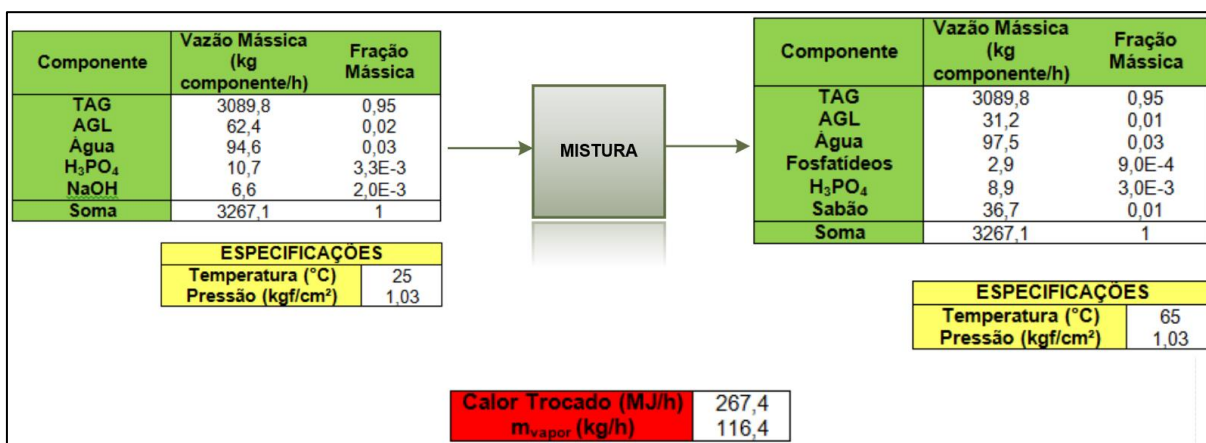 Componente Vazão Mássica (kg componente/h) Fração Mássica
TAG 3089,8 0,95
AGL 62,4 0,02
Água 94,6 0,03
H₃PO₄ 10,7 3,3E-3
NaOH 6,6 2,0E-3
Soma 3267,1 1
ESPECIFICAÇÕES
Temperatura (°C) 25
Pressão (kgf/cm²) 1,03
MISTURA
Componente Vazão Mássica (kg componente/h) Fração Mássica
TAG 3089,8 0,95
AGL 31,2 0,01
Água 97,5 0,03
Fosfatídeos 2,9 9,0E-4
H₃PO₄ 8,9 3,0E-3
Sabão 36,7 0,01
Soma 3267,1 1
ESPECIFICAÇÕES
Temperatura (°C) 65
Pressão (kgf/cm²) 1,03
Calor Trocado (MJ/h) 267,4
mvapor (kg/h) 116,4